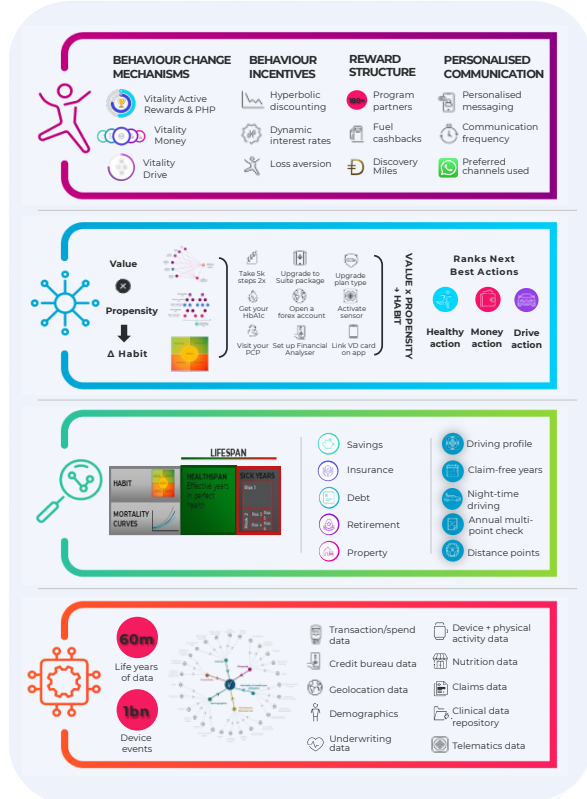 BEHAVIOUR CHANGE
MECHANISMS
Vitality Active
Rewards & PHP
Vitality
Money
Vitality
Drive
BEHAVIOUR
INCENTIVES
Hyperbolic
discounting
Dynamic
interest rates
Loss aversion
REWARD
STRUCTURE
180+
Program
partners
Fuel
cashbacks
Discovery
Miles
PERSONALISED
COMMUNICATION
Personalised
messaging
Communication
frequency
Preferred
channels used
Value
Propensity
Δ Habit
Take 5k
steps 2x
Upgrade to
Suite package
Upgrade
plan type
Get your
HbA1c
Open a
forex account
Activate
sensor
Visit your
PCP
Set up Financial
Analyser
Link VD card
on app
VALUE x PROPENSITY
+ HABIT
Ranks Next
Best Actions
Healthy
action
Money
action
Drive
action
LIFESPAN
HABIT
MORTALITY
CURVES
HEALTHSPAN
Effective years
in perfect
health
SICK YEARS
Risk 1
Savings
Insurance
Debt
Retirement
Property
Driving profile
Claim-free years
Night-time
driving
Annual multi-
point check
Distance points
60m
Life years
of data
1bn
Device
events
Transaction/spend
data
Credit bureau data
Geolocation data
Demographics
Underwriting
data
Device + physical
activity data
Nutrition data
Claims data
Clinical data
repository
Telematics data